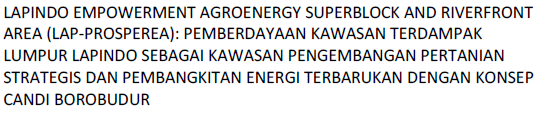 LAPINDO EMPOWERMENT AGROENERGY SUPERBLOCK AND RIVERFRONT
AREA (LAP-PROSPEREA): PEMBERDAYAAN KAWASAN TERDAMPAK
LUMPUR LAPINDO SEBAGAI KAWASAN PENGEMBANGAN PERTANIAN
STRATEGIS DAN PEMBANGKITAN ENERGI TERBARUKAN DENGAN KONSEP
CANDI BOROBUDUR